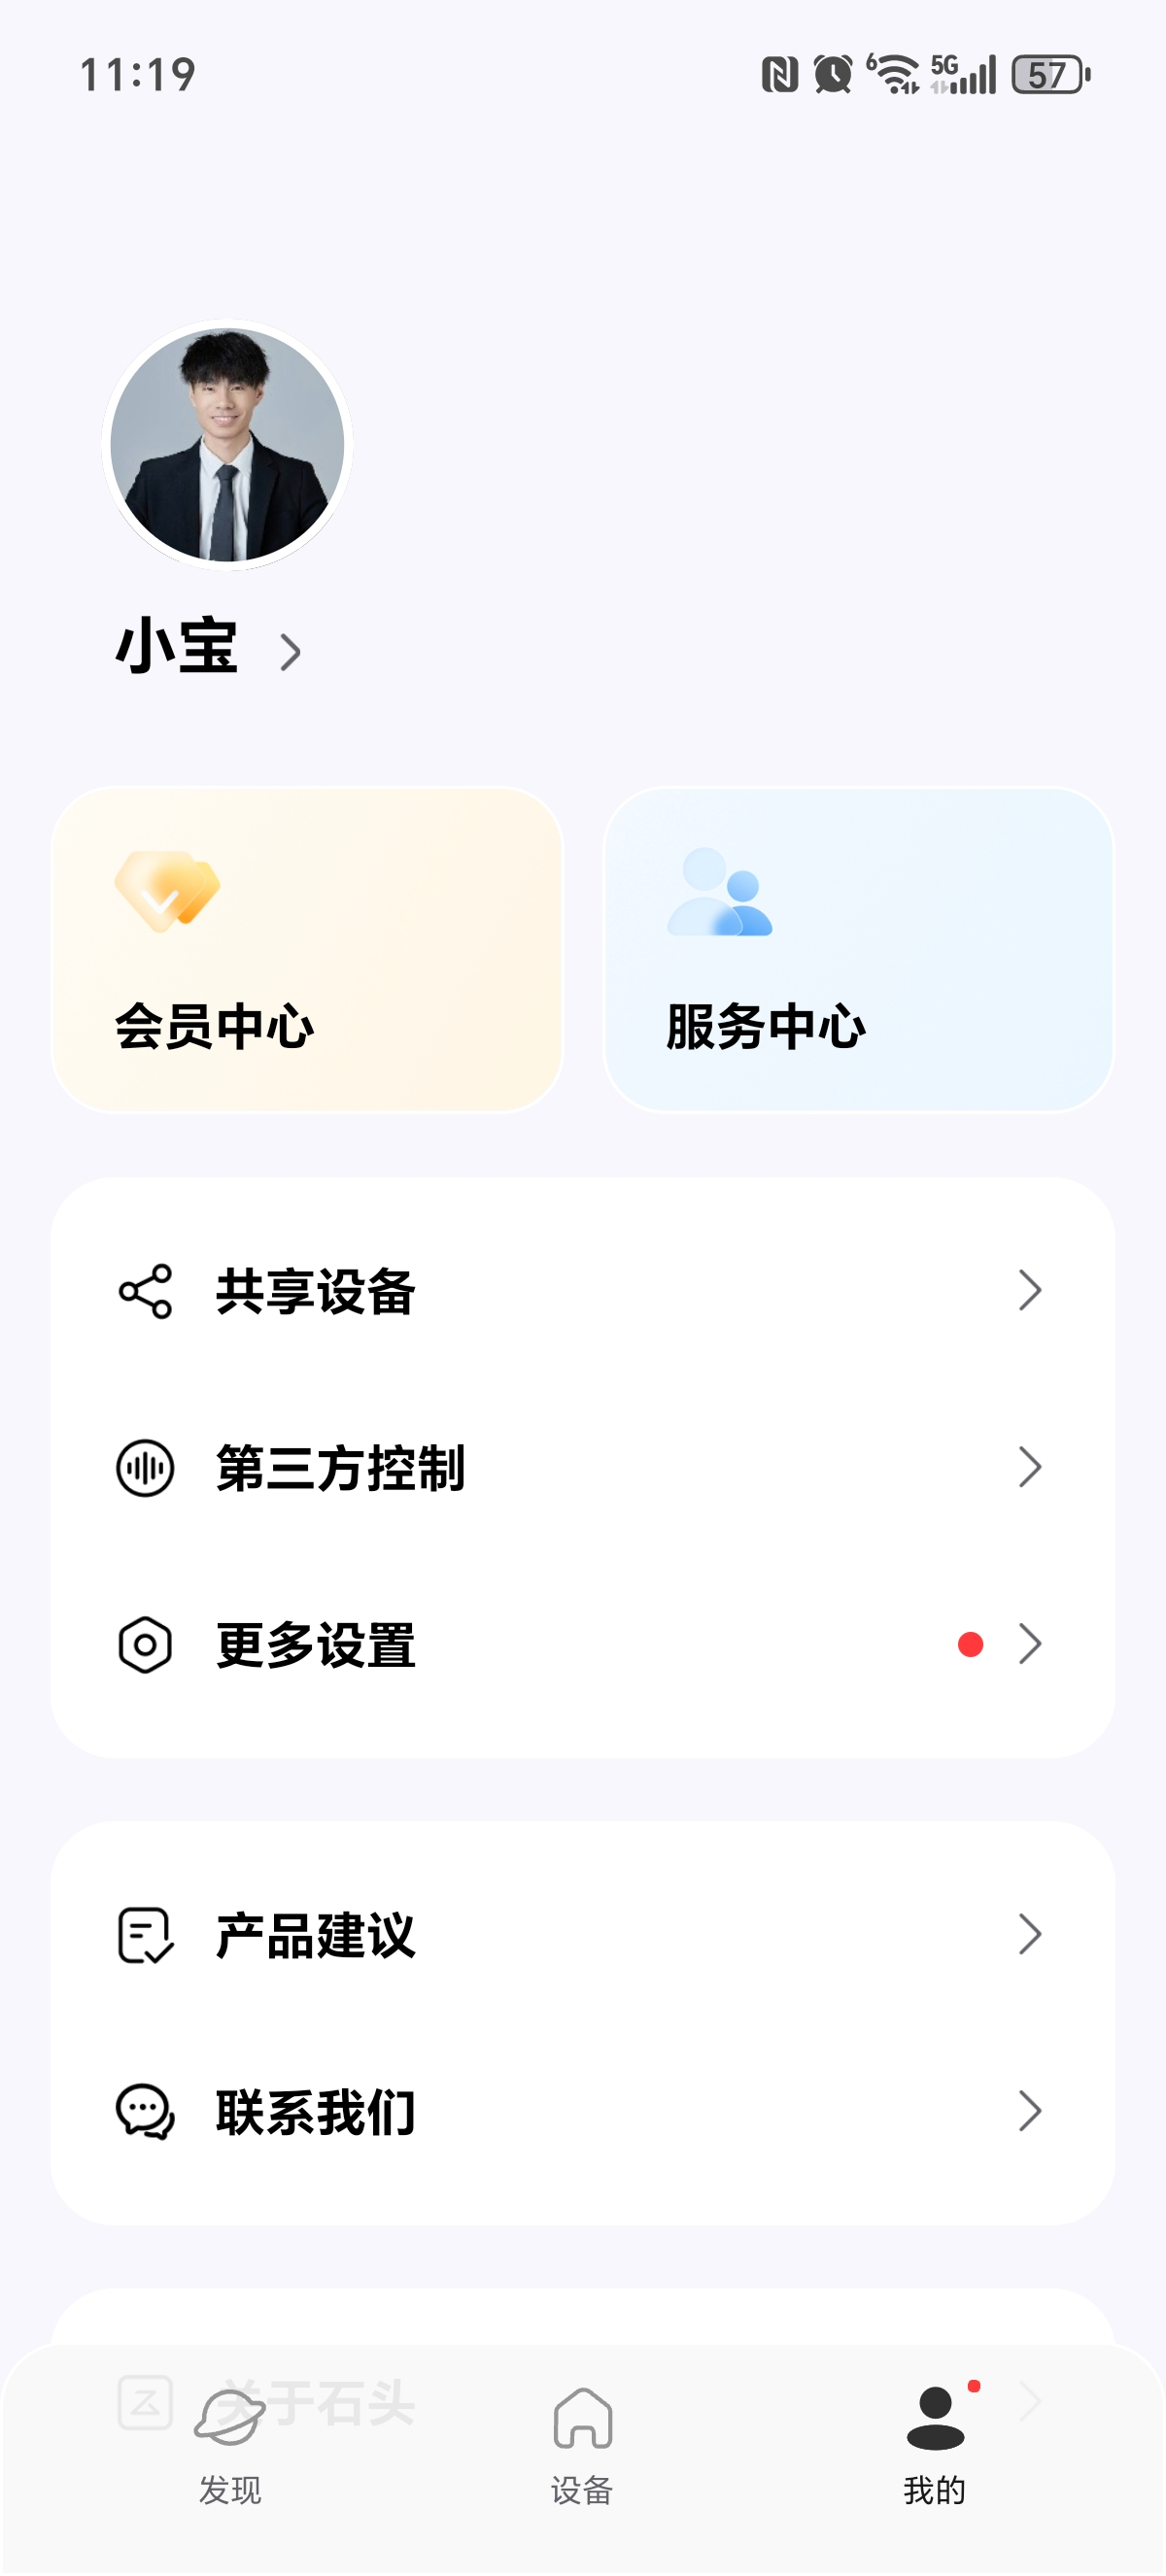 11:19
6 5G 57
小宝
会员中心
服务中心
共享设备
第三方控制
更多设置
产品建议
联系我们
关于石头
发现
设备
我的